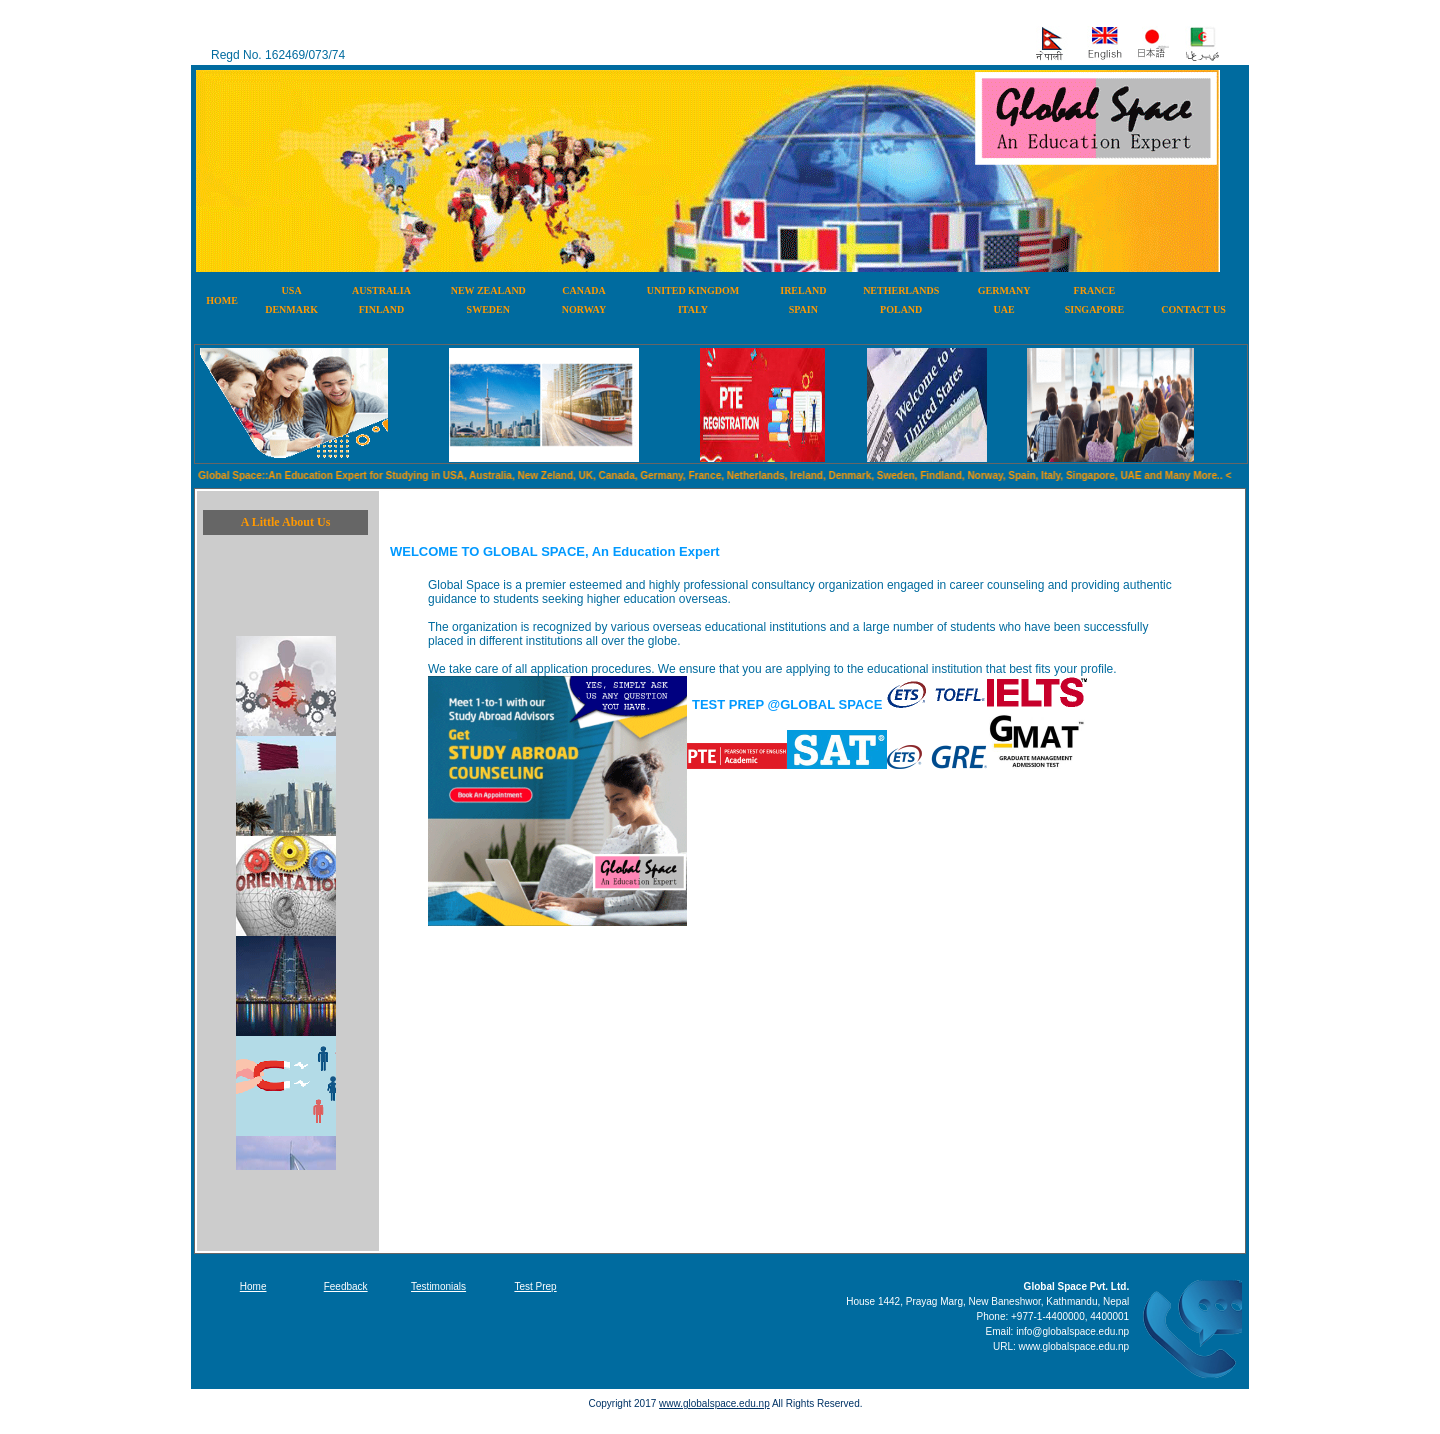 Regd No. 162469/073/74
नेपाली
English
日本語
Global Space
An Education Expert
HOME
USA
AUSTRALIA
NEW ZEALAND
CANADA
UNITED KINGDOM
IRELAND
NETHERLANDS
GERMANY
FRANCE
DENMARK
FINLAND
SWEDEN
NORWAY
ITALY
SPAIN
POLAND
UAE
SINGAPORE
CONTACT US
PTE
REGISTRATION
Welcome to
United States
Global Space::An Education Expert for Studying in USA, Australia, New Zeland, UK, Canada, Germany, France, Netherlands, Ireland, Denmark, Sweden, Findland, Norway, Spain, Italy, Singapore, UAE and Many More.. <
A Little About Us
ORIENTATIO
WELCOME TO GLOBAL SPACE, An Education Expert
Global Space is a premier esteemed and highly professional consultancy organization engaged in career counseling and providing authentic
guidance to students seeking higher education overseas.
The organization is recognized by various overseas educational institutions and a large number of students who have been successfully
placed in different institutions all over the globe.
We take care of all application procedures. We ensure that you are applying to the educational institution that best fits your profile.
Meet 1-to-1 with our
Study Abroad Advisors
YES, SIMPLY ASK
US ANY QUESTION
YOU HAVE.
Get
STUDY ABROAD
COUNSELING
Book An Appointment
Global Space
An Education Expert
TEST PREP @GLOBAL SPACE
ETS® TOEFL.
IELTS™
PTE
PEARSON TEST OF ENGLISH
Academic
SAT®
ETS® GRE®
GMAT™
GRADUATE MANAGEMENT
ADMISSION TEST
Home
Feedback
Testimonials
Test Prep
Global Space Pvt. Ltd.
House 1442, Prayag Marg, New Baneshwor, Kathmandu, Nepal
Phone: +977-1-4400000, 4400001
Email: info@globalspace.edu.np
URL: www.globalspace.edu.np
Copyright 2017 www.globalspace.edu.np All Rights Reserved.